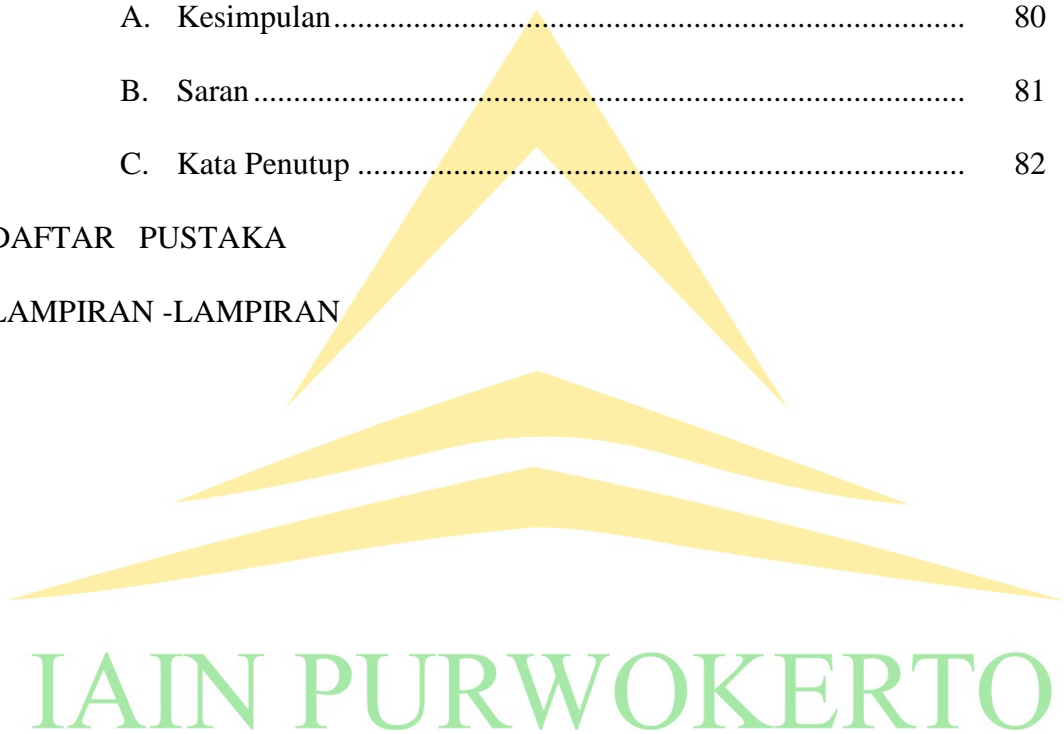 A. Kesimpulan............................................................................ 80
B. Saran...................................................................................... 81
C. Kata Penutup ......................................................................... 82
DAFTAR PUSTAKA
LAMPIRAN -LAMPIRAN
IAIN PURWOKERTO